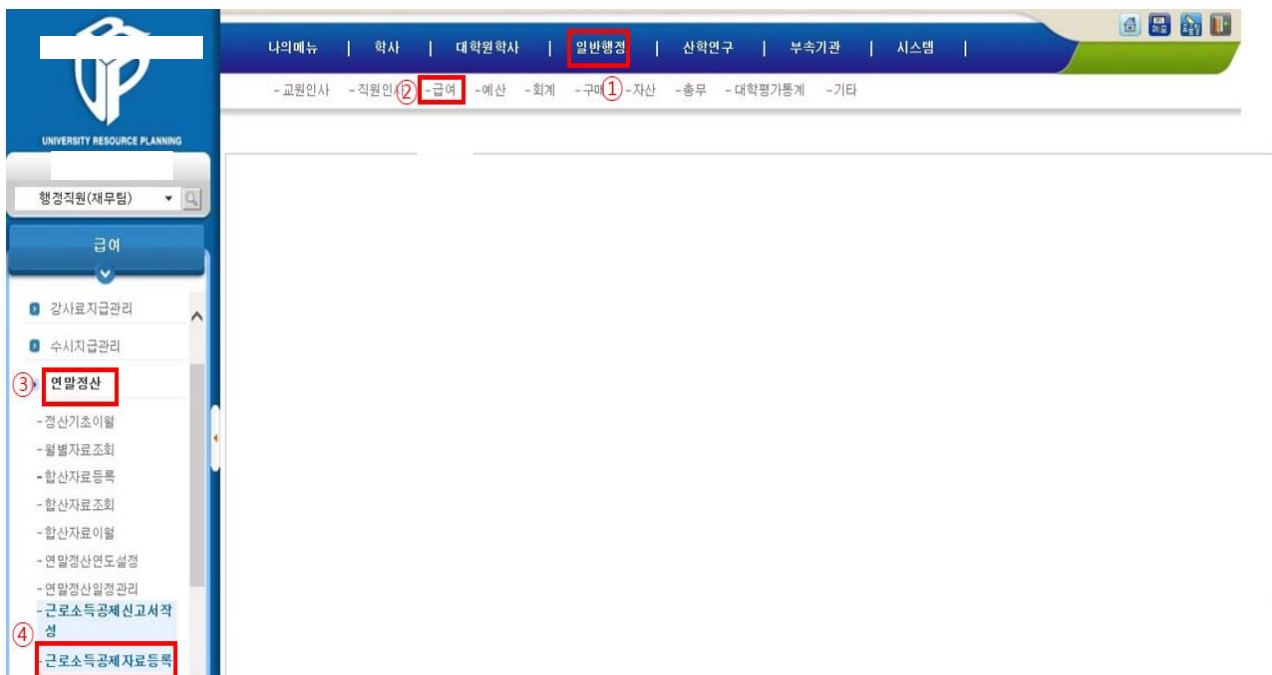 나의메뉴 | 학사 | 대학원학사 | 일반행정 | 산학연구 | 부속기관 | 시스템 |
-교원인사 -직원인사 ② -급여 -예산 -회계 -구매 ① -자산 -총무 -대학평가통계 -기타
UNIVERSITY RESOURCE PLANNING
행정직원(재무팀)
급여
강사료지급관리
수시지급관리
③ 연말정산
-정산기초이월
-월별자료조회
-합산자료등록
-합산자료조회
-합산자료이월
-연말정산연도설정
-연말정산일정관리
-근로소득공제신고서작
성
④ -근로소득공제자료등록